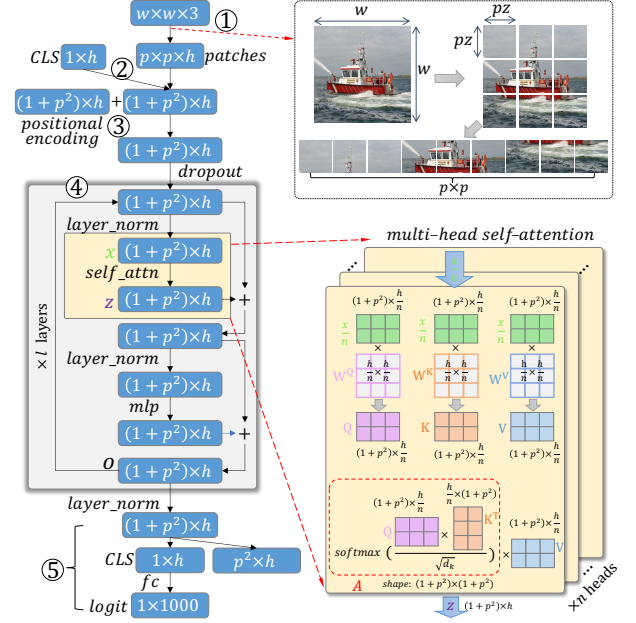 w×w×3
①
CLS
1×h
②
p×p×h
patches
(1+p²)×h
+
(1+p²)×h
positional
encoding
③
(1+p²)×h
dropout
④
(1+p²)×h
layer_norm
x
(1+p²)×h
self_attn
z
(1+p²)×h
+
(1+p²)×h
layer_norm
(1+p²)×h
mlp
(1+p²)×h
+
o
(1+p²)×h
×l layers
layer_norm
(1+p²)×h
⑤
CLS
1×h
p²×h
fc
logit
1×1000
w
w
pz
pz
p×p
multi-head self-attention
...
...
(1+p²)×h/n (1+p²)×h/n (1+p²)×h/n
x/n x/n x/n
× × ×
W^Q h/n×h/n W^K h/n×h/n W^V h/n×h/n
Q K V
(1+p²)×h/n (1+p²)×h/n (1+p²)×h/n
(1+p²)×h/n h/n×(1+p²) (1+p²)×h/n
Q × K^T
softmax ( / √d_k ) × V
A shape: (1+p²)×(1+p²)
...
×n heads
z (1+p²)×h